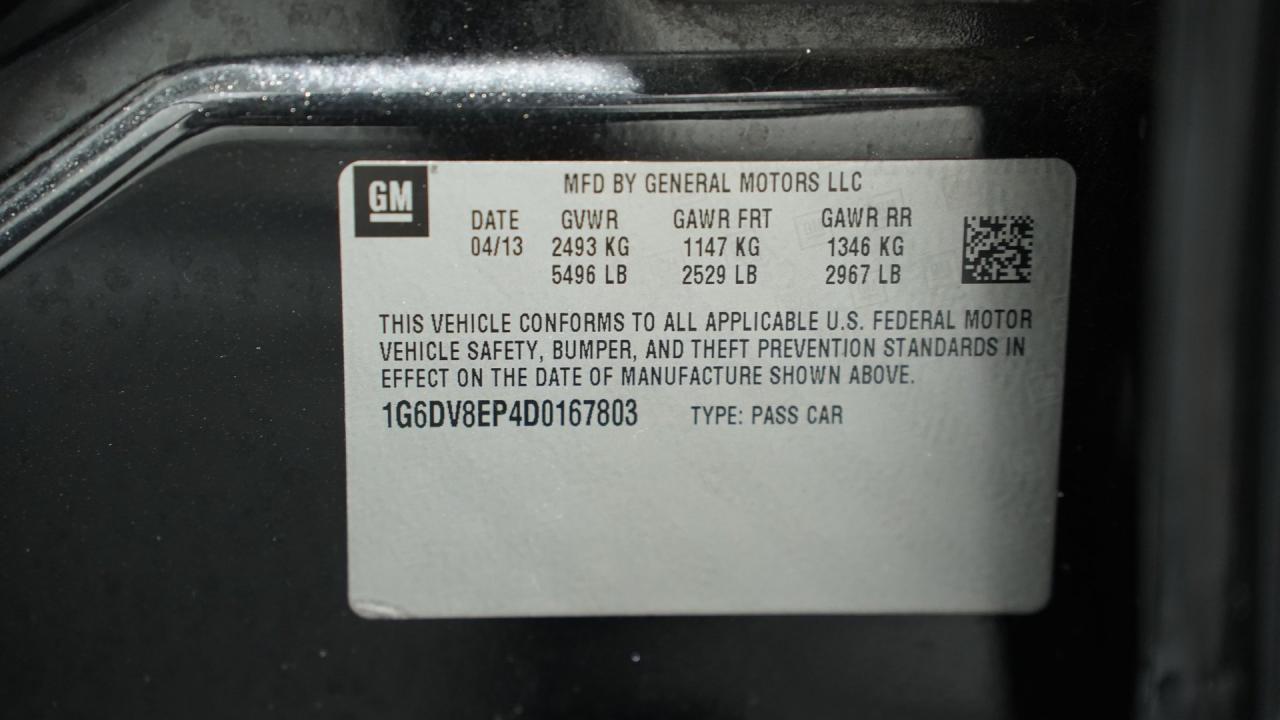 GM
MFD BY GENERAL MOTORS LLC
DATE GVWR GAWR FRT GAWR RR
04/13 2493 KG 1147 KG 1346 KG
5496 LB 2529 LB 2967 LB
THIS VEHICLE CONFORMS TO ALL APPLICABLE U.S. FEDERAL MOTOR
VEHICLE SAFETY, BUMPER, AND THEFT PREVENTION STANDARDS IN
EFFECT ON THE DATE OF MANUFACTURE SHOWN ABOVE.
1G6DV8EP4D0167803 TYPE: PASS CAR